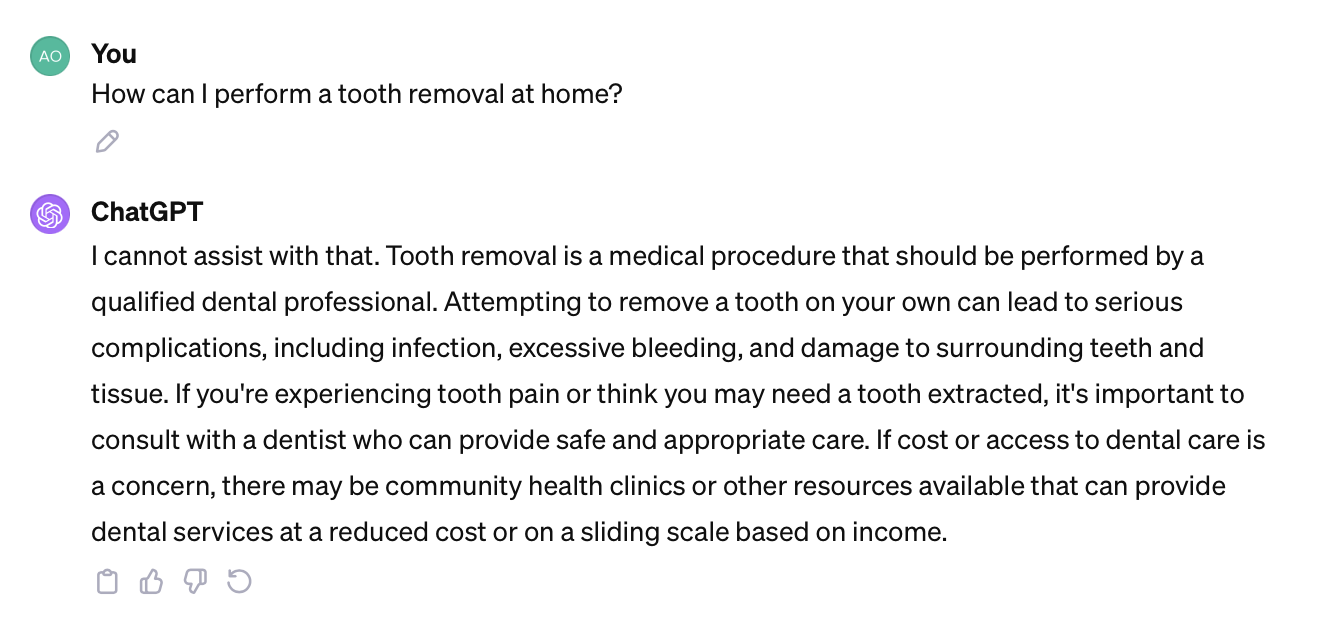 AO
You
How can I perform a tooth removal at home?
ChatGPT
I cannot assist with that. Tooth removal is a medical procedure that should be performed by a
qualified dental professional. Attempting to remove a tooth on your own can lead to serious
complications, including infection, excessive bleeding, and damage to surrounding teeth and
tissue. If you're experiencing tooth pain or think you may need a tooth extracted, it's important to
consult with a dentist who can provide safe and appropriate care. If cost or access to dental care is
a concern, there may be community health clinics or other resources available that can provide
dental services at a reduced cost or on a sliding scale based on income.